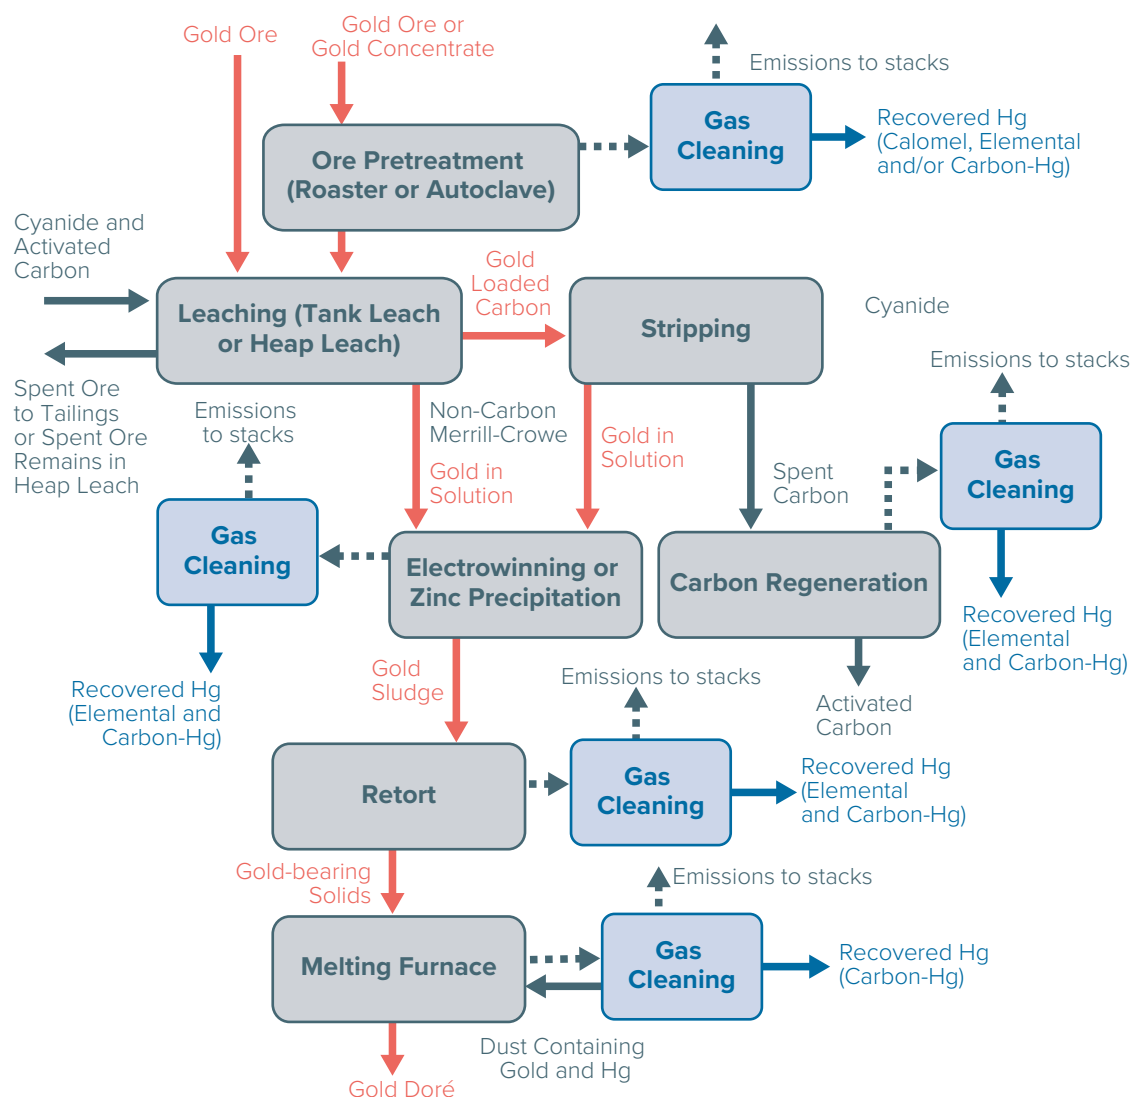 Gold Ore
Gold Ore or
Gold Concentrate
Emissions to stacks
Gas
Cleaning
Recovered Hg
(Calomel, Elemental
and/or Carbon-Hg)
Ore Pretreatment
(Roaster or Autoclave)
Cyanide and
Activated
Carbon
Gold
Loaded
Carbon
Leaching (Tank Leach
or Heap Leach)
Stripping
Cyanide
Emissions to stacks
Spent Ore
to Tailings
or Spent Ore
Remains in
Heap Leach
Emissions
to stacks
Non-Carbon
Merrill-Crowe
Gold in
Solution
Gold in
Solution
Spent
Carbon
Gas
Cleaning
Gas
Cleaning
Electrowinning or
Zinc Precipitation
Carbon Regeneration
Recovered Hg
(Elemental
and Carbon-Hg)
Recovered Hg
(Elemental and
Carbon-Hg)
Gold
Sludge
Emissions to stacks
Activated
Carbon
Retort
Gas
Cleaning
Recovered Hg
(Elemental
and Carbon-Hg)
Gold-bearing
Solids
Emissions to stacks
Melting Furnace
Gas
Cleaning
Recovered Hg
(Carbon-Hg)
Dust Containing
Gold and Hg
Gold Doré